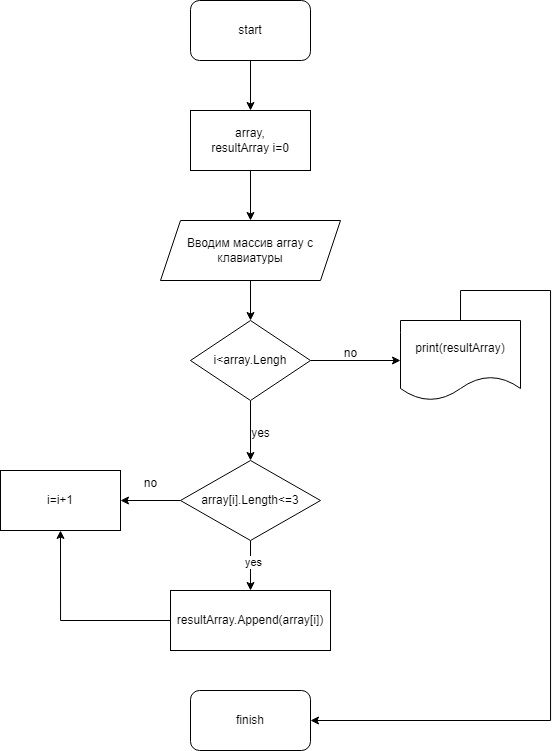 start
array,
resultArray i=0
Вводим массив array с
клавиатуры
i<array.Lengh
no
print(resultArray)
yes
array[i].Length<=3
no
i=i+1
yes
resultArray.Append(array[i])
finish